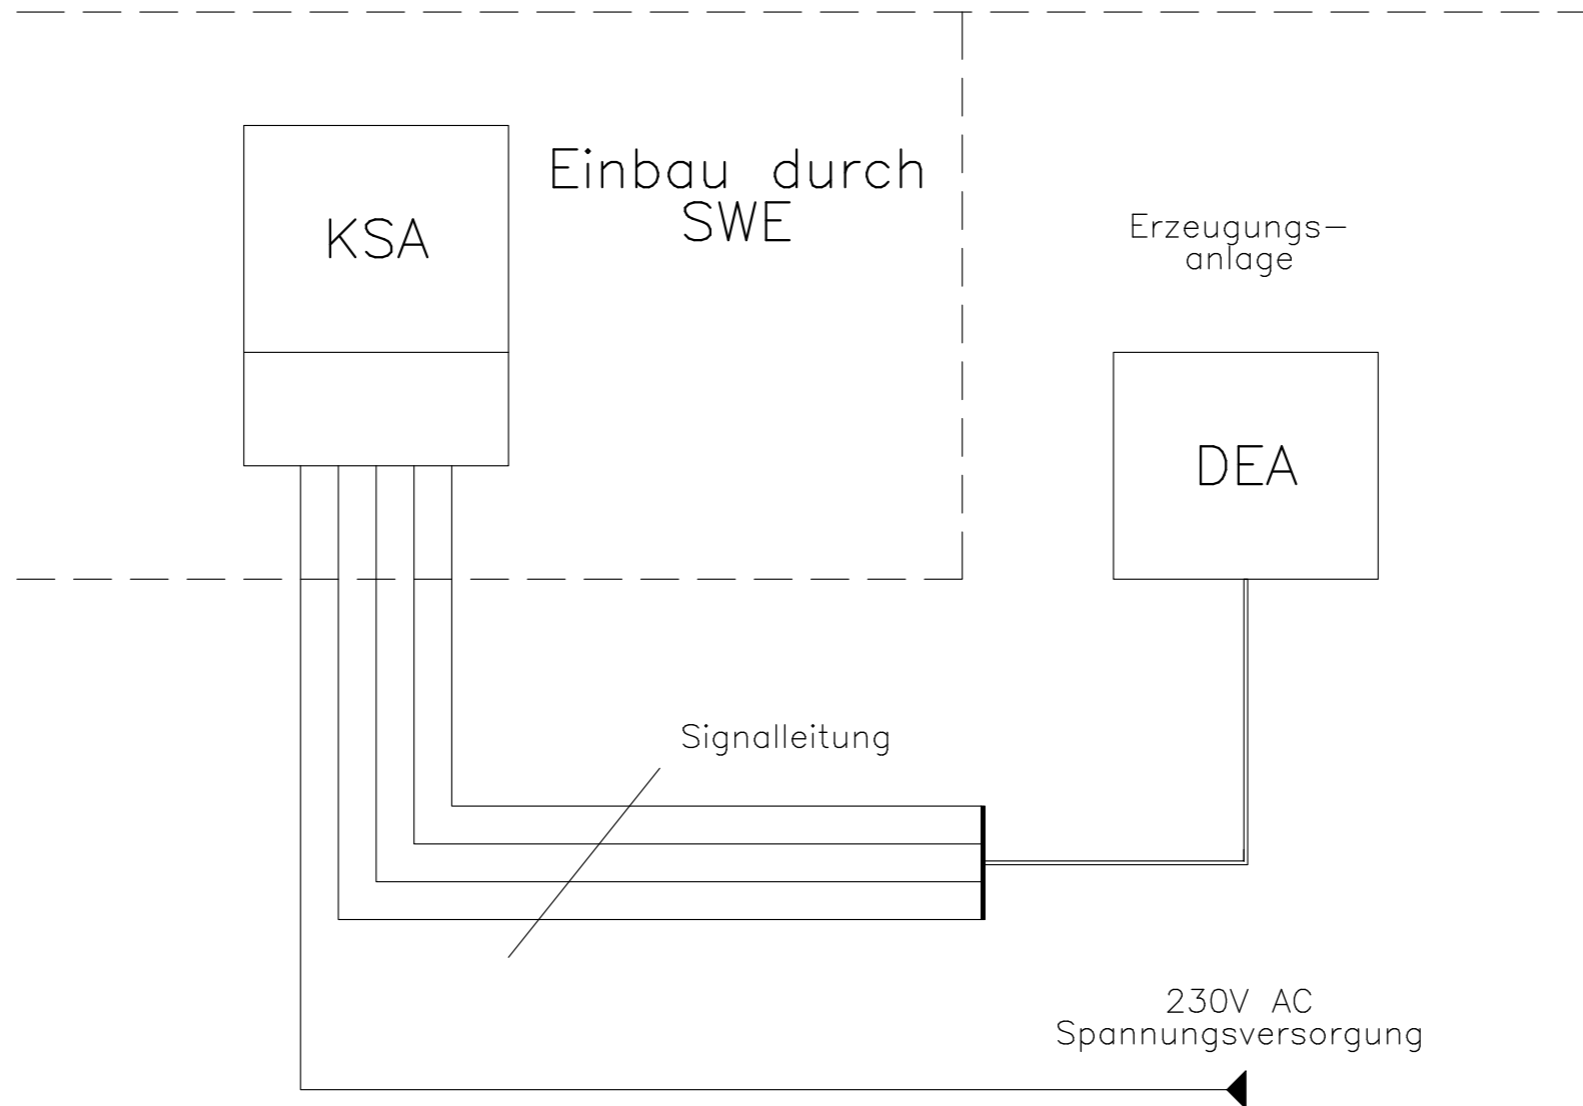 KSA
Einbau durch
SWE
Erzeugungs-
anlage
DEA
Signalleitung
230V AC
Spannungsversorgung